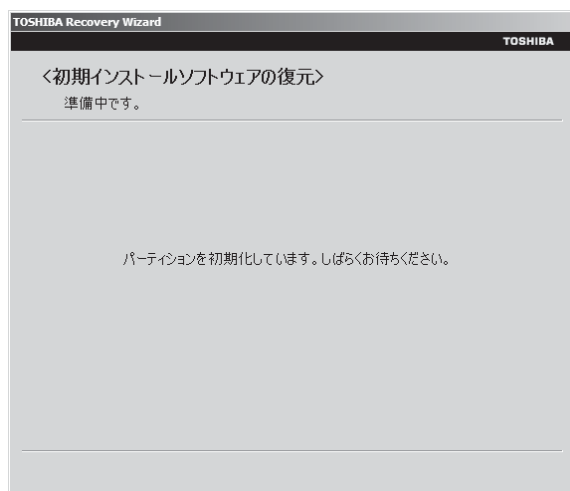 TOSHIBA Recovery Wizard
TOSHIBA
<初期インストールソフトウェアの復元>
準備中です。
パーティションを初期化しています。しばらくお待ちください。